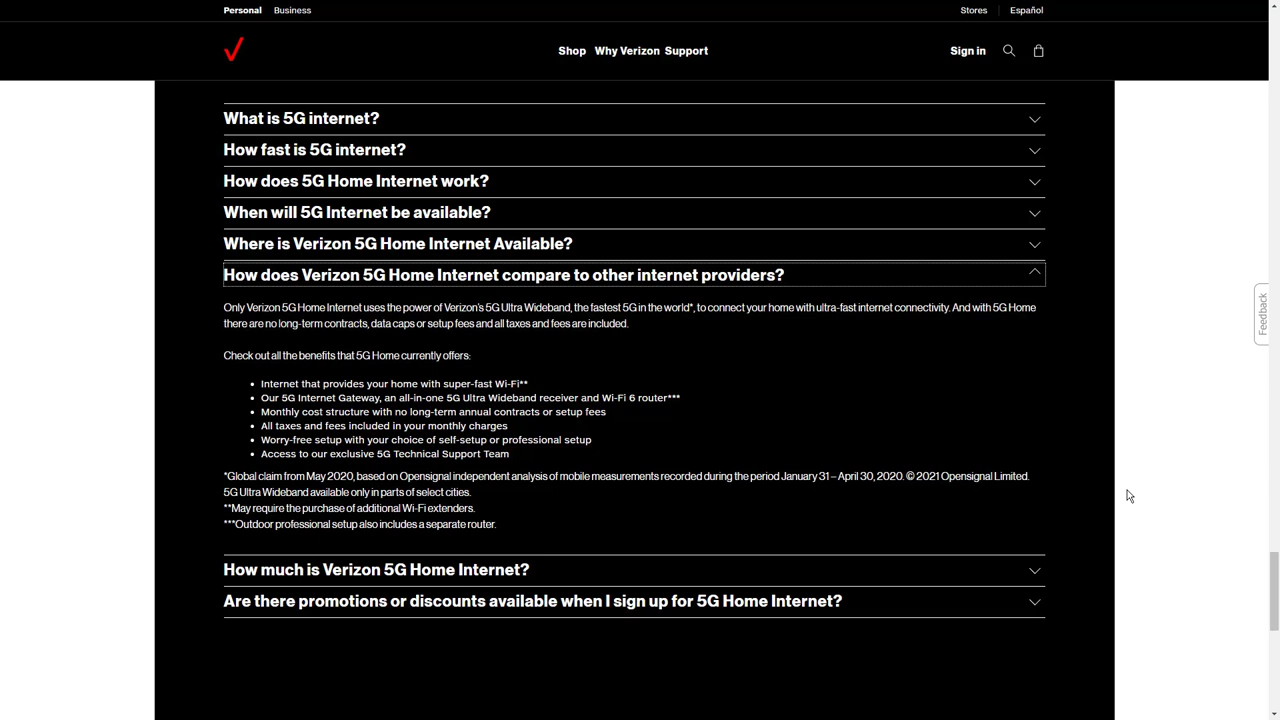 Personal Business Stores Español
Shop Why Verizon Support Sign in
What is 5G internet?
How fast is 5G internet?
How does 5G Home Internet work?
When will 5G Internet be available?
Where is Verizon 5G Home Internet Available?
How does Verizon 5G Home Internet compare to other internet providers?
Only Verizon 5G Home Internet uses the power of Verizon's 5G Ultra Wideband, the fastest 5G in the world*, to connect your home with ultra-fast internet connectivity. And with 5G Home
there are no long-term contracts, data caps or setup fees and all taxes and fees are included.
Check out all the benefits that 5G Home currently offers:
• Internet that provides your home with super-fast Wi-Fi**
• Our 5G Internet Gateway, an all-in-one 5G Ultra Wideband receiver and Wi-Fi 6 router***
• Monthly cost structure with no long-term annual contracts or setup fees
• All taxes and fees included in your monthly charges
• Worry-free setup with your choice of self-setup or professional setup
• Access to our exclusive 5G Technical Support Team
*Global claim from May 2020, based on Opensignal independent analysis of mobile measurements recorded during the period January 31 – April 30, 2020. © 2021 Opensignal Limited.
5G Ultra Wideband available only in parts of select cities.
**May require the purchase of additional Wi-Fi extenders.
***Outdoor professional setup also includes a separate router.
How much is Verizon 5G Home Internet?
Are there promotions or discounts available when I sign up for 5G Home Internet?
Feedback